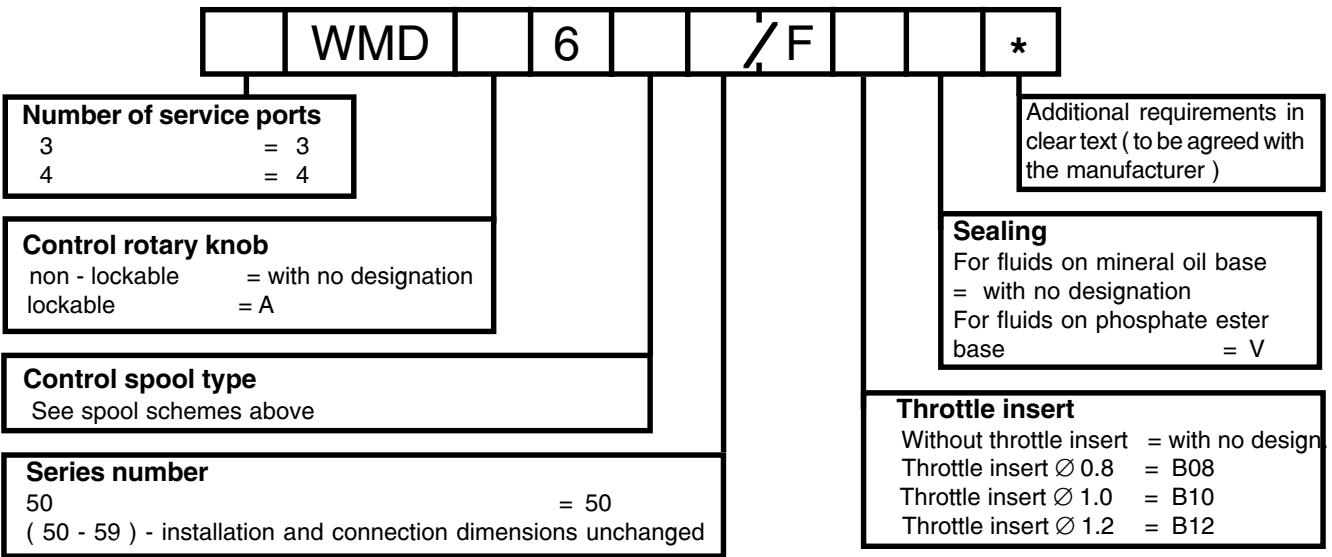 WMD 6 / F *
Number of service ports
3 = 3
4 = 4
Control rotary knob
non - lockable = with no designation
lockable = A
Control spool type
See spool schemes above
Series number
50 = 50
( 50 - 59 ) - installation and connection dimensions unchanged
Additional requirements in
clear text ( to be agreed with
the manufacturer )
Sealing
For fluids on mineral oil base
= with no designation
For fluids on phosphate ester
base = V
Throttle insert
Without throttle insert = with no design.
Throttle insert ∅ 0.8 = B08
Throttle insert ∅ 1.0 = B10
Throttle insert ∅ 1.2 = B12